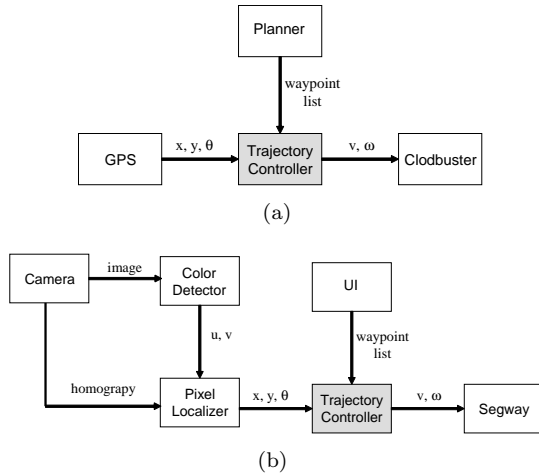 Planner
waypoint
list
GPS
x, y, θ
Trajectory
Controller
v, ω
Clodbuster
(a)
Camera
image
Color
Detector
UI
u, v
waypoint
list
homograpy
Pixel
Localizer
x, y, θ
Trajectory
Controller
v, ω
Segway
(b)